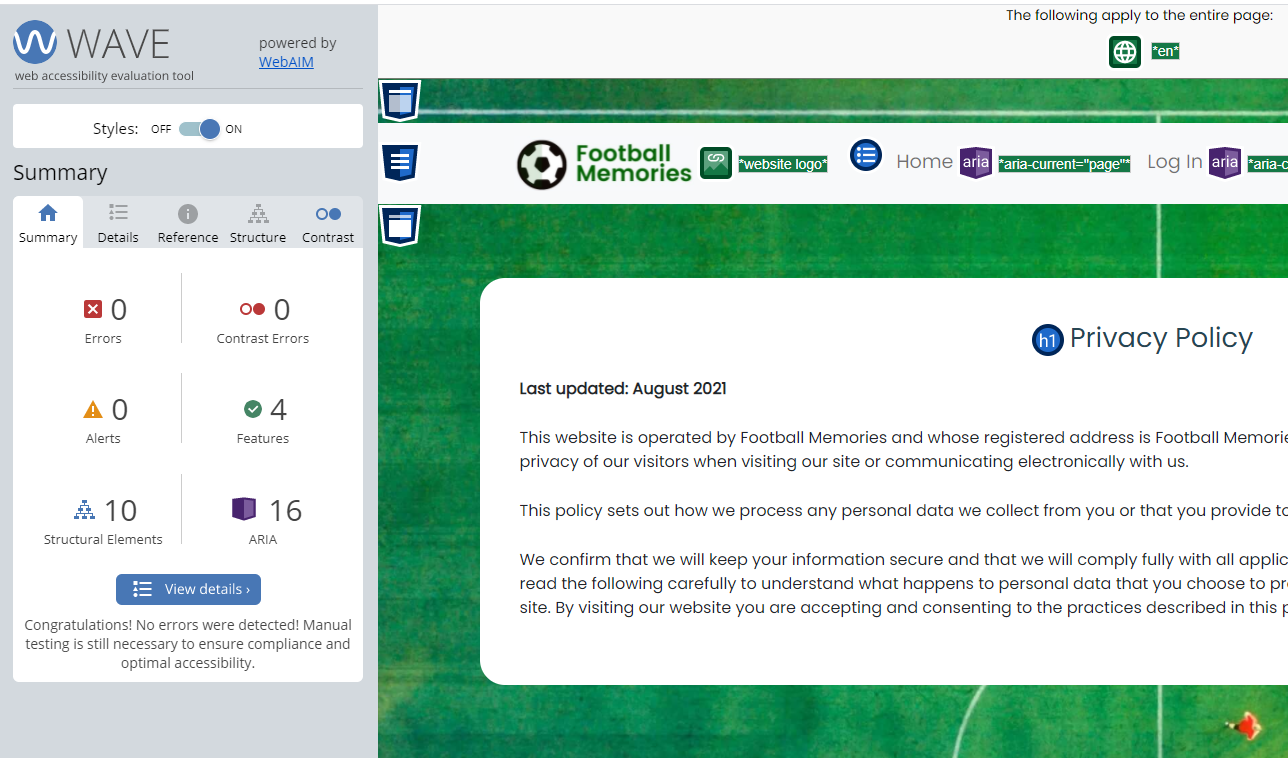 WAVE
powered by
WebAIM
web accessibility evaluation tool
Styles: OFF ON
Summary
Summary Details Reference Structure Contrast
0 0
Errors Contrast Errors
0 4
Alerts Features
10 16
Structural Elements ARIA
View details ›
Congratulations! No errors were detected! Manual
testing is still necessary to ensure compliance and
optimal accessibility.
The following apply to the entire page:
*en*
Football
Memories
*website logo* Home aria *aria-current="page"* Log In aria *aria-c
h1 Privacy Policy
Last updated: August 2021
This website is operated by Football Memories and whose registered address is Football Memorie
privacy of our visitors when visiting our site or communicating electronically with us.
This policy sets out how we process any personal data we collect from you or that you provide to
We confirm that we will keep your information secure and that we will comply fully with all applic
read the following carefully to understand what happens to personal data that you choose to pr
site. By visiting our website you are accepting and consenting to the practices described in this p